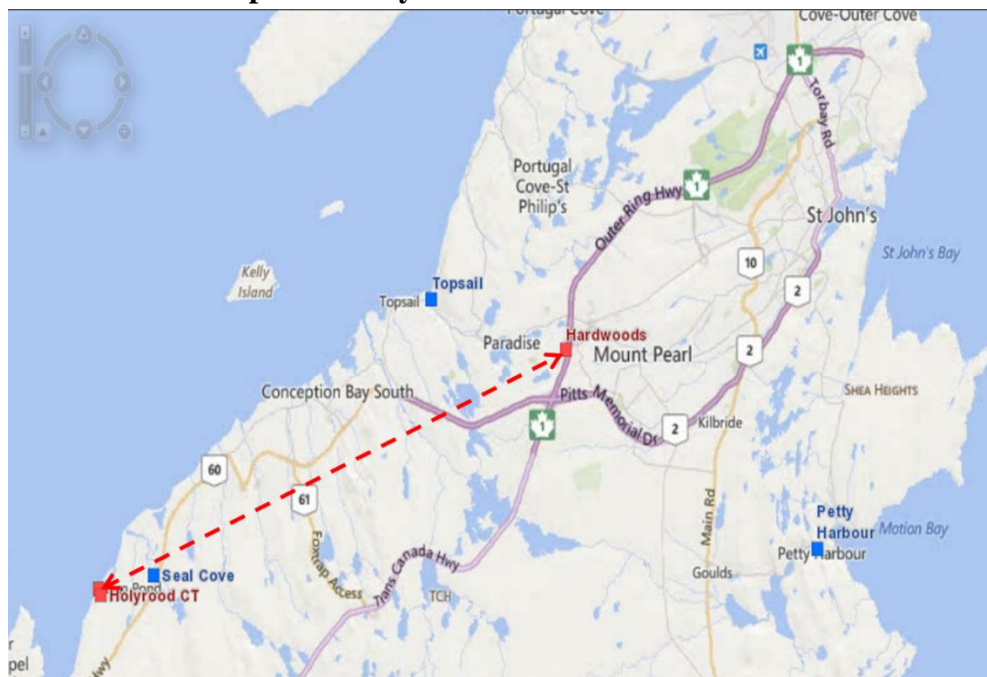 Cove-Outer Cove
1
Torbay Rd
Portugal
Cove-St
Philip's
1
Outer Ring Hwy
St John's
St John's Bay
10
Kelly
Island
2
Topsail
Topsail
Hardwoods
Paradise
Mount Pearl
2
Conception Bay South
Pitts Memorial Dr
SHEA HEIGHTS
1
2
Kilbride
60
61
Main Rd
Petty
Harbour
Motion Bay
Petty Harbour
Foxtrap Access
Trans Canada Hwy
Goulds
Seal Cove
Pond
TCH
Holyrood CT
Hwy